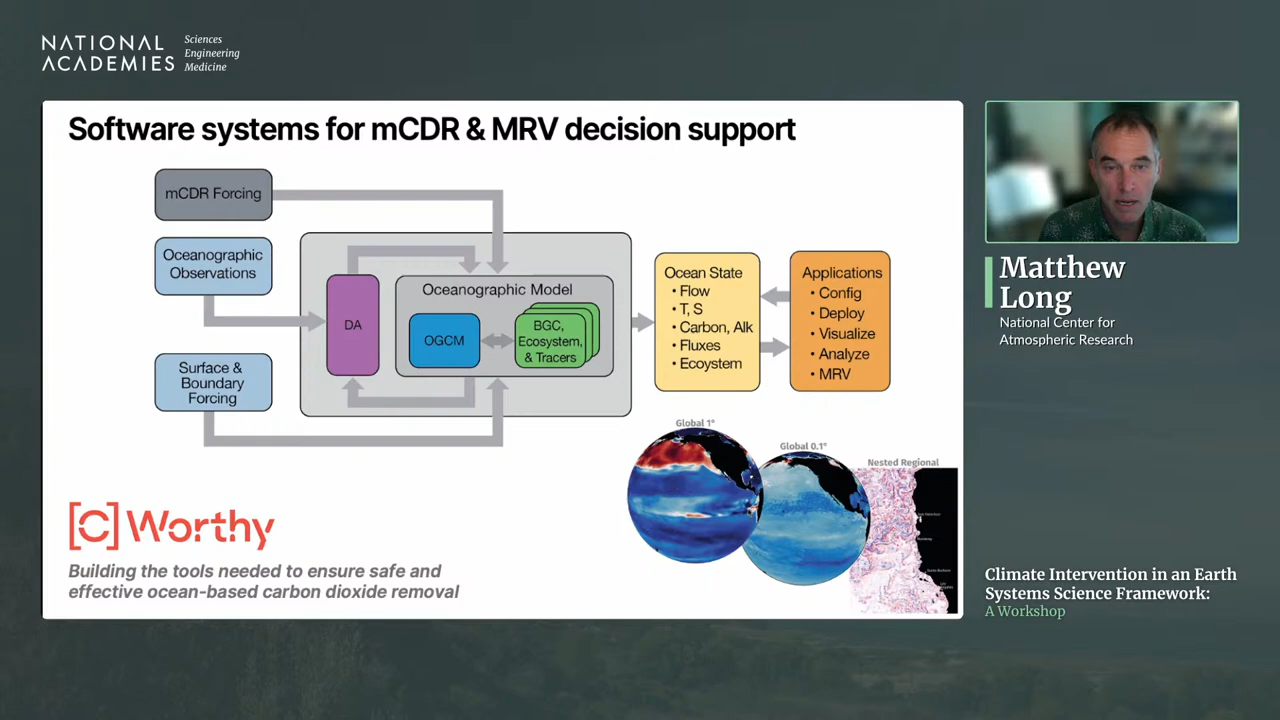 NATIONAL
ACADEMIES
Sciences
Engineering
Medicine
Software systems for mCDR & MRV decision support
mCDR Forcing
Oceanographic
Observations
Surface &
Boundary
Forcing
DA
Oceanographic Model
OGCM
BGC,
Ecosystem,
& Tracers
Ocean State
• Flow
• T, S
• Carbon, Alk
• Fluxes
• Ecosystem
Applications
• Config
• Deploy
• Visualize
• Analyze
• MRV
Global 1°
Global 0.1°
Nested Regional
[C] Worthy
Building the tools needed to ensure safe and
effective ocean-based carbon dioxide removal
Matthew
Long
National Center for
Atmospheric Research
Climate Intervention in an Earth
Systems Science Framework:
A Workshop